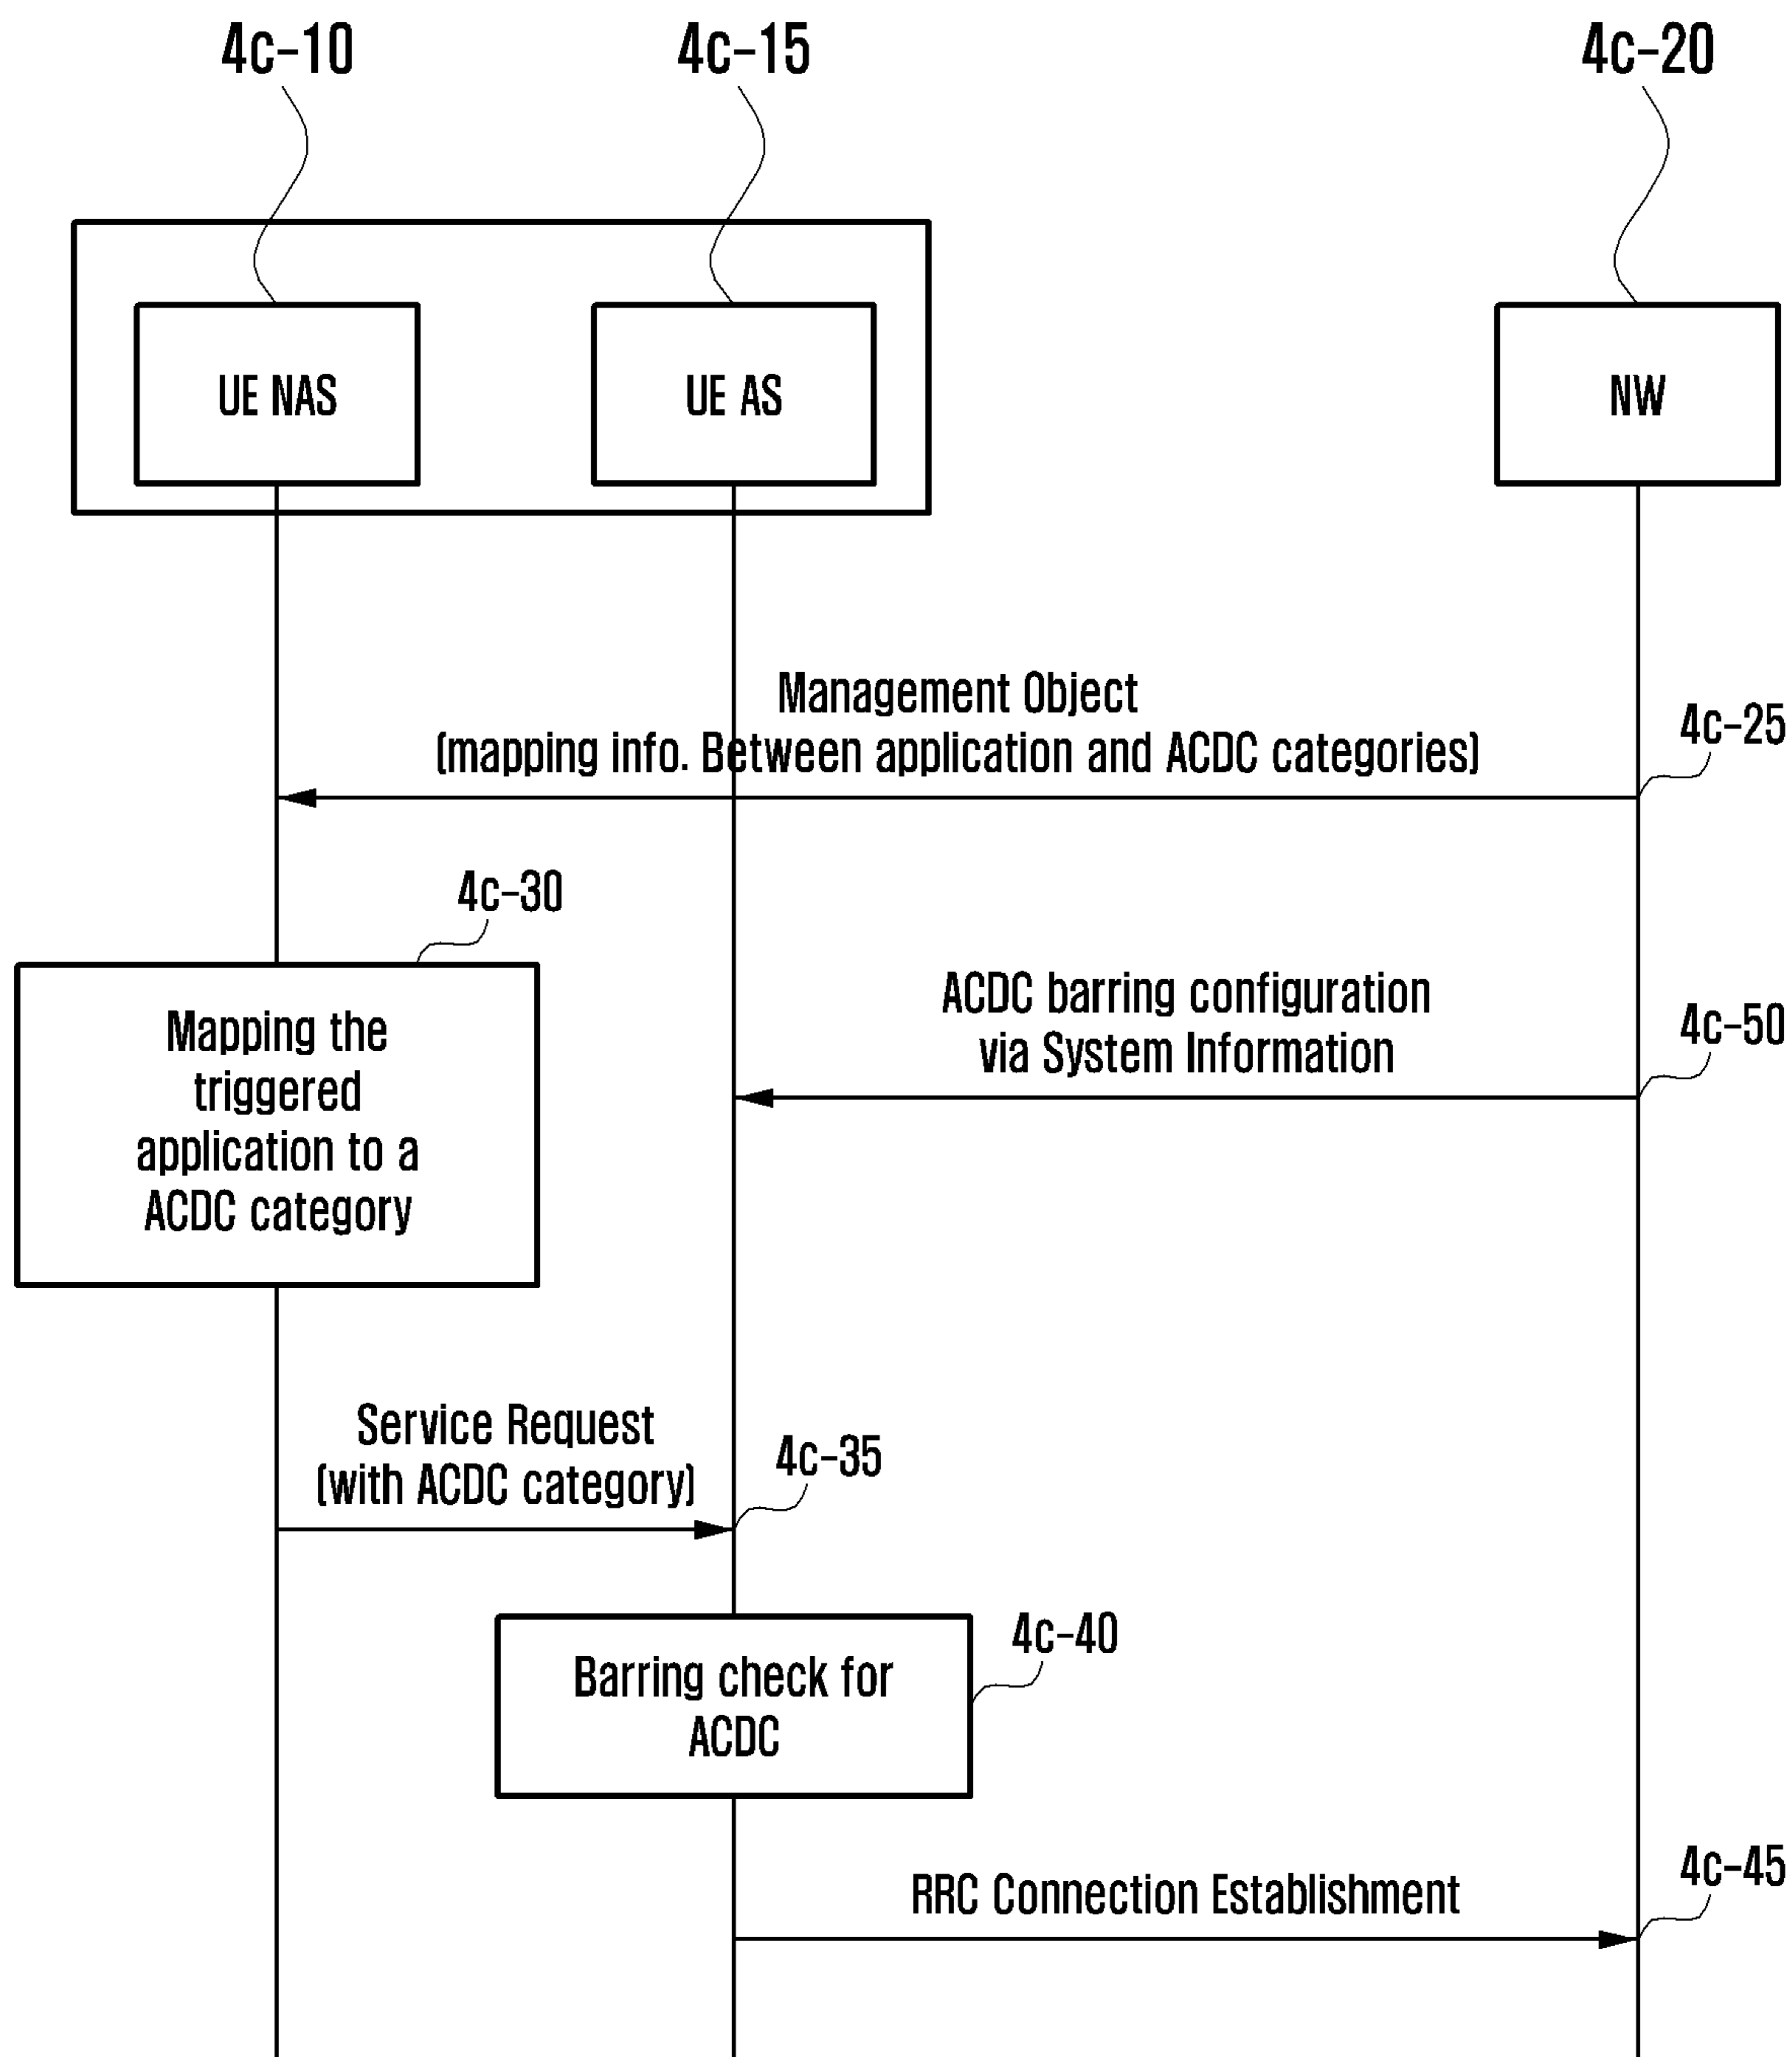 4c-10
4c-15
4c-20
UE NAS
UE AS
NW
Management Object
(mapping info. Between application and ACDC categories)
4c-25
4c-30
Mapping the
triggered
application to a
ACDC category
ACDC barring configuration
via System Information
4c-50
Service Request
(with ACDC category)
4c-35
Barring check for
ACDC
4c-40
RRC Connection Establishment
4c-45